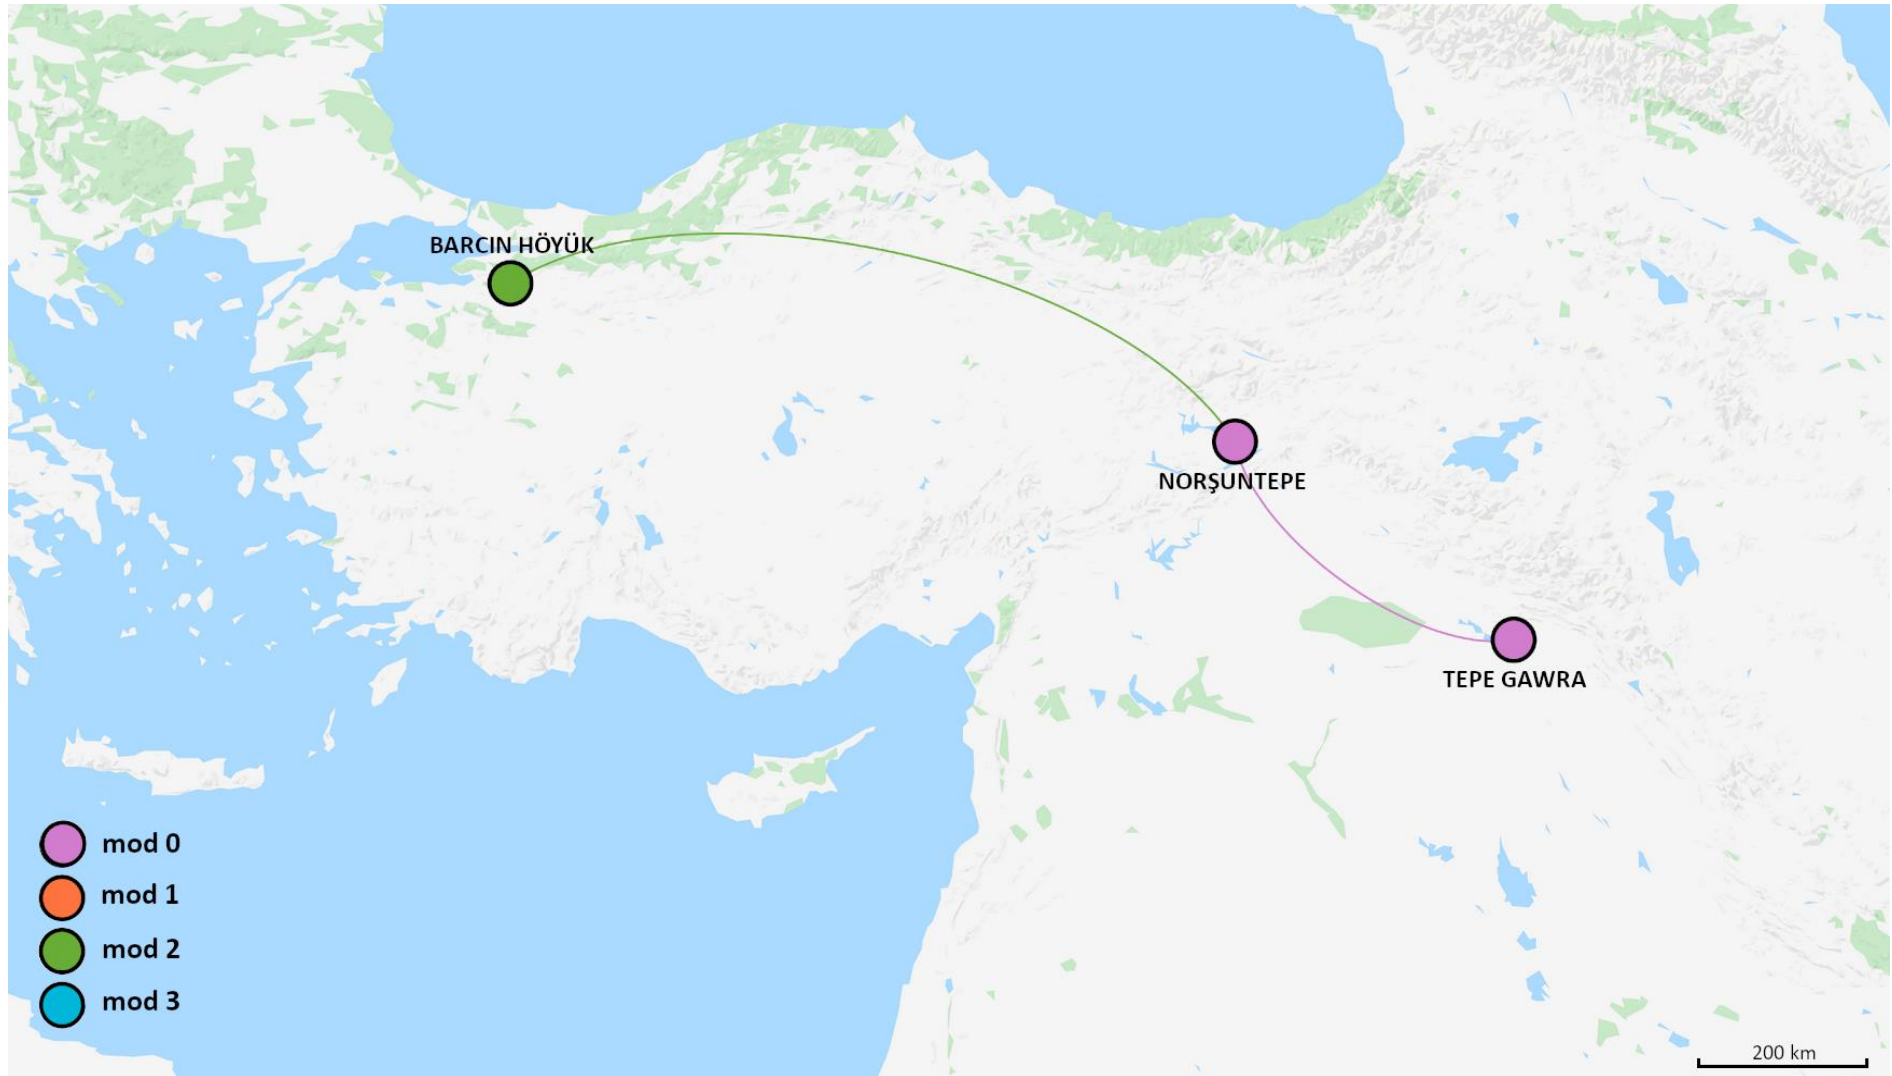 BARCIN HÖYÜK
NORŞUNTEPE
TEPE GAWRA
mod 0
mod 1
mod 2
mod 3
200 km